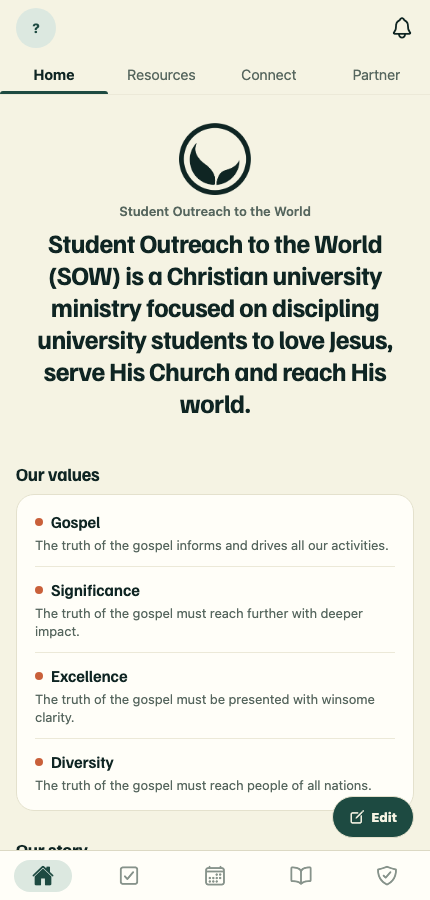 ?
Home Resources Connect Partner
Student Outreach to the World
Student Outreach to the World
(SOW) is a Christian university
ministry focused on discipling
university students to love Jesus,
serve His Church and reach His
world.
Our values
Gospel
The truth of the gospel informs and drives all our activities.
Significance
The truth of the gospel must reach further with deeper
impact.
Excellence
The truth of the gospel must be presented with winsome
clarity.
Diversity
The truth of the gospel must reach people of all nations.
Edit
Our story